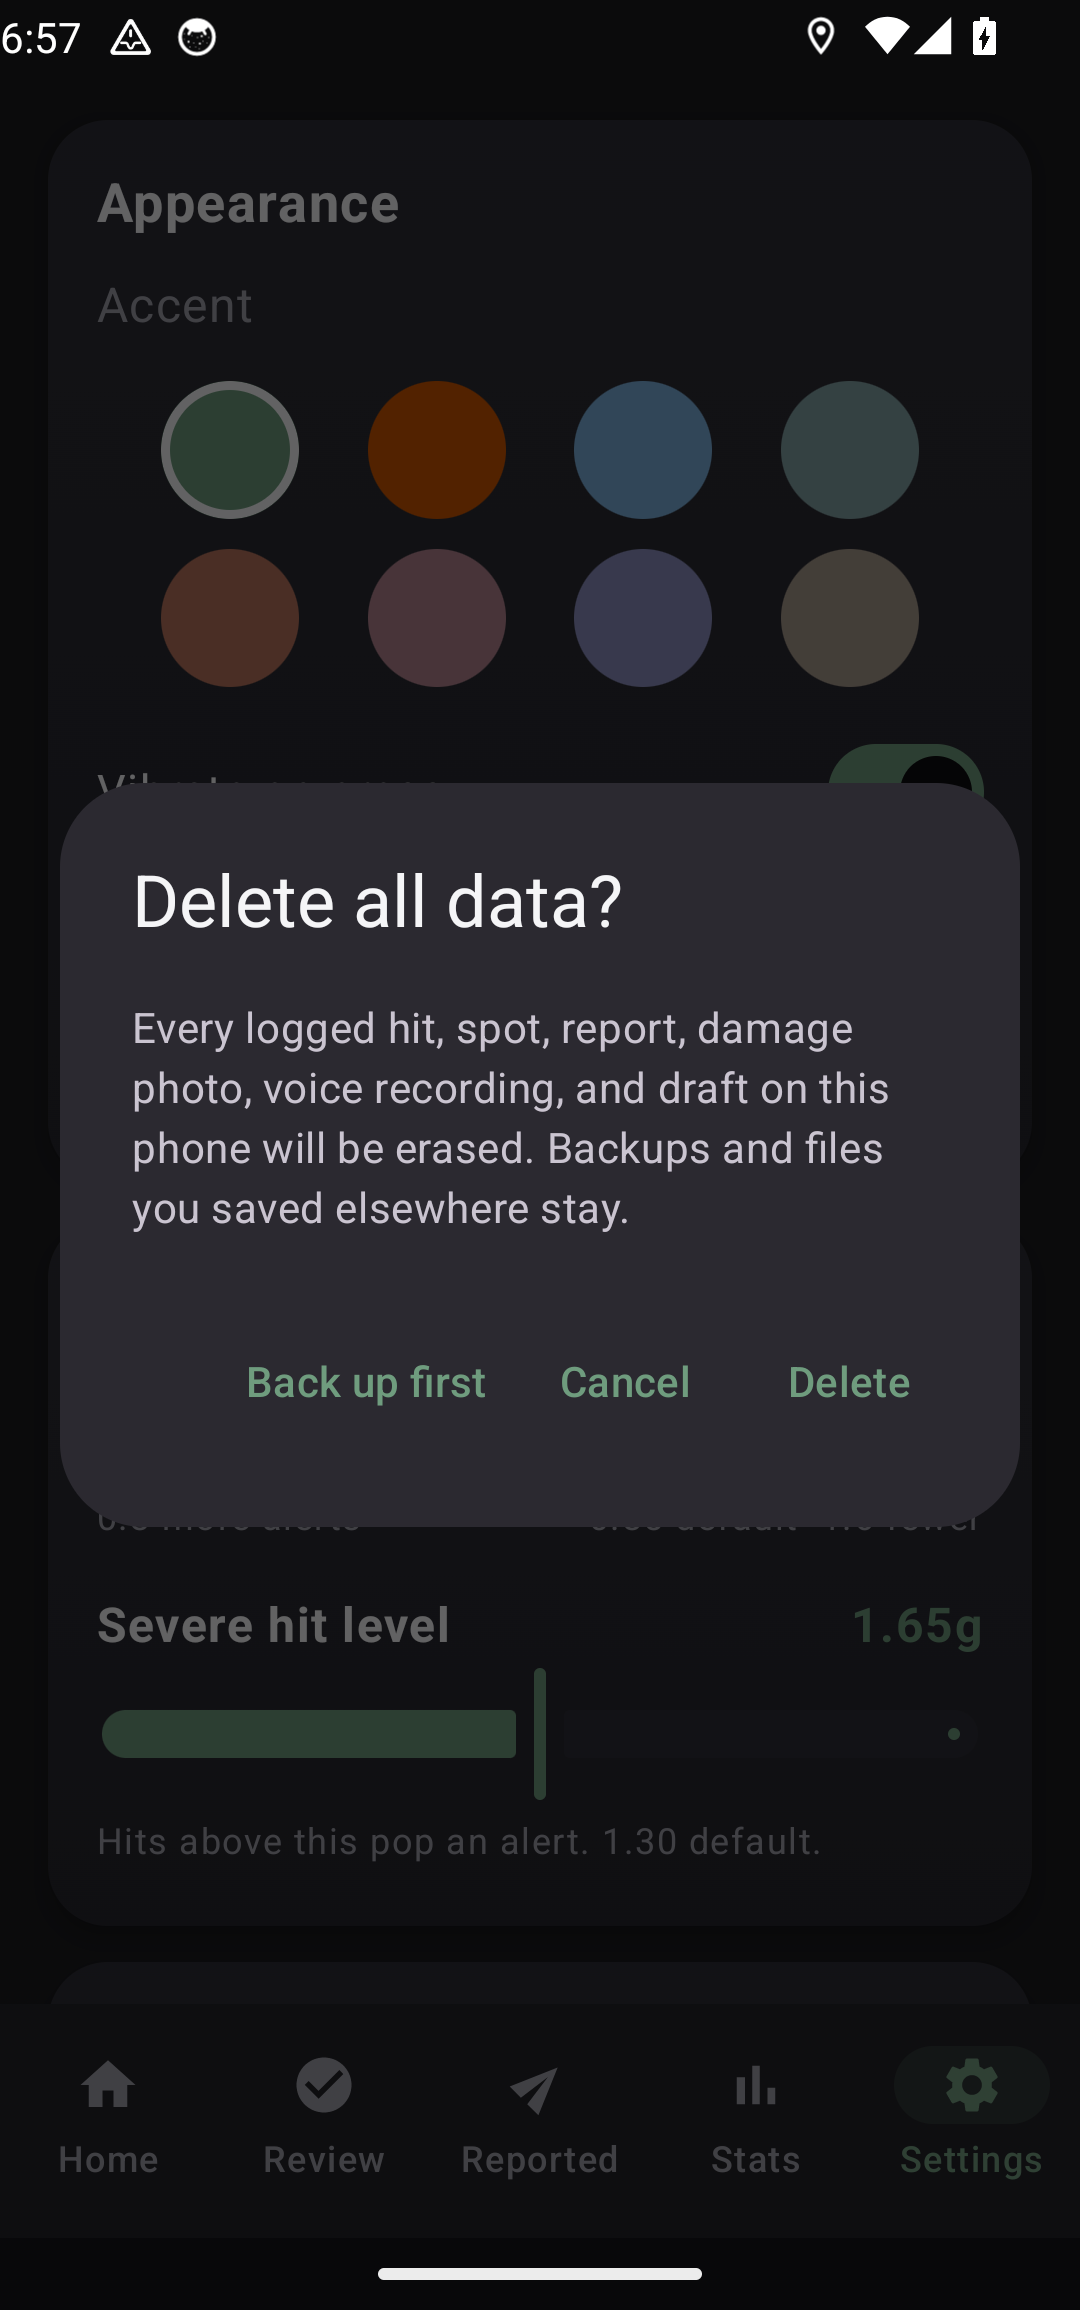 6:57
Appearance
Accent
Delete all data?
Every logged hit, spot, report, damage
photo, voice recording, and draft on this
phone will be erased. Backups and files
you saved elsewhere stay.
Back up first Cancel Delete
Severe hit level 1.65g
Hits above this pop an alert. 1.30 default.
Home Review Reported Stats Settings